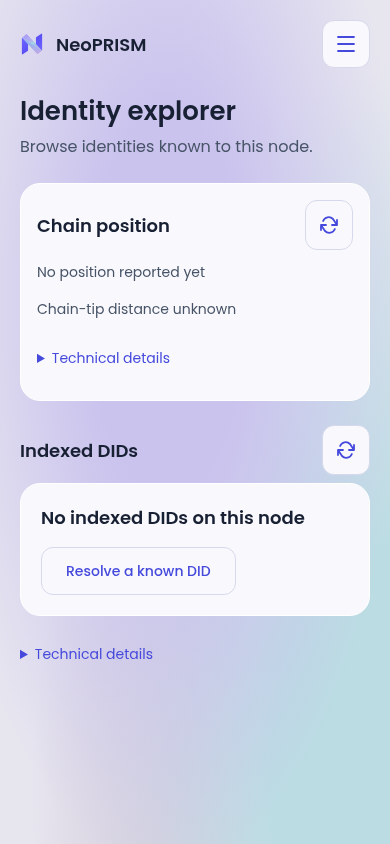 NeoPRISM
Identity explorer
Browse identities known to this node.
Chain position
No position reported yet
Chain-tip distance unknown
Technical details
Indexed DIDs
No indexed DIDs on this node
Resolve a known DID
Technical details